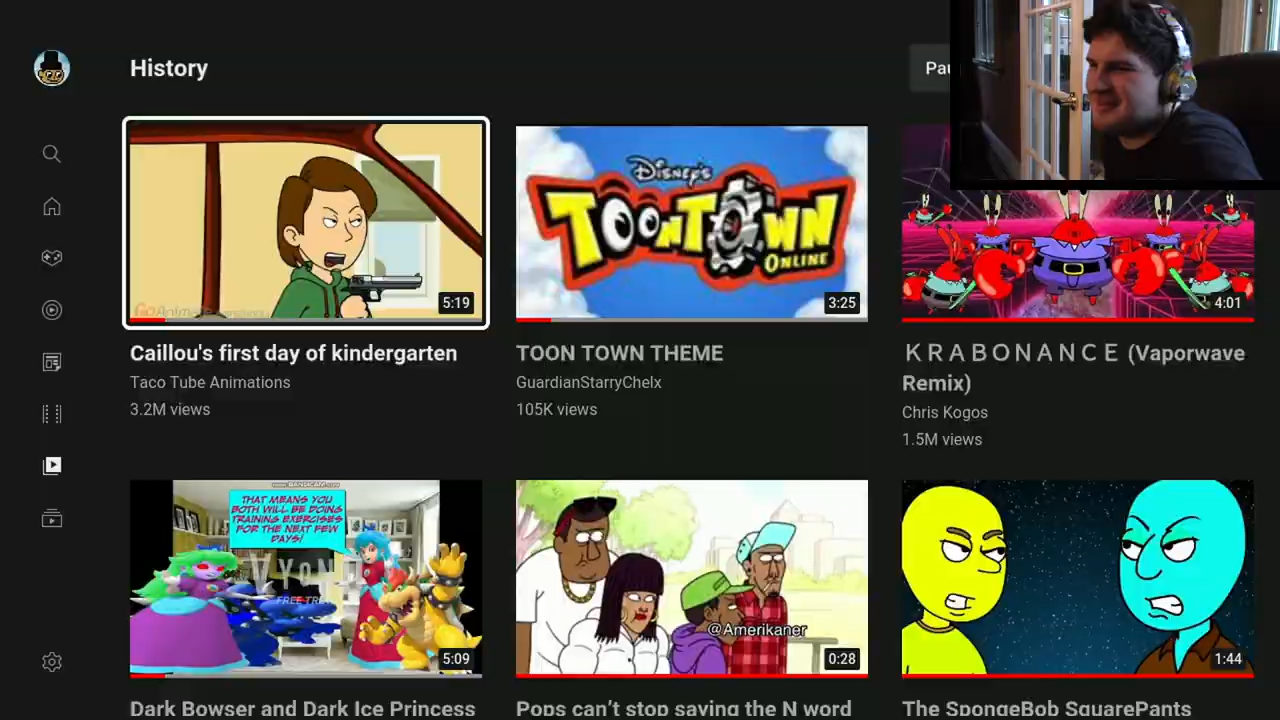 History
Pau
5:19
Caillou's first day of kindergarten
Taco Tube Animations
3.2M views
DISNEY'S
TOONTOWN
ONLINE
3:25
TOON TOWN THEME
GuardianStarryChelx
105K views
4:01
K R A B O N A N C E (Vaporwave
Remix)
Chris Kogos
1.5M views
THAT MEANS YOU
BOTH WILL BE DOING
TRAINING EXERCISES
FOR THE NEXT FEW
DAYS!
5:09
Dark Bowser and Dark Ice Princess
@Amerikaner
0:28
Pops can't stop saying the N word
1:44
The SpongeBob SquarePants